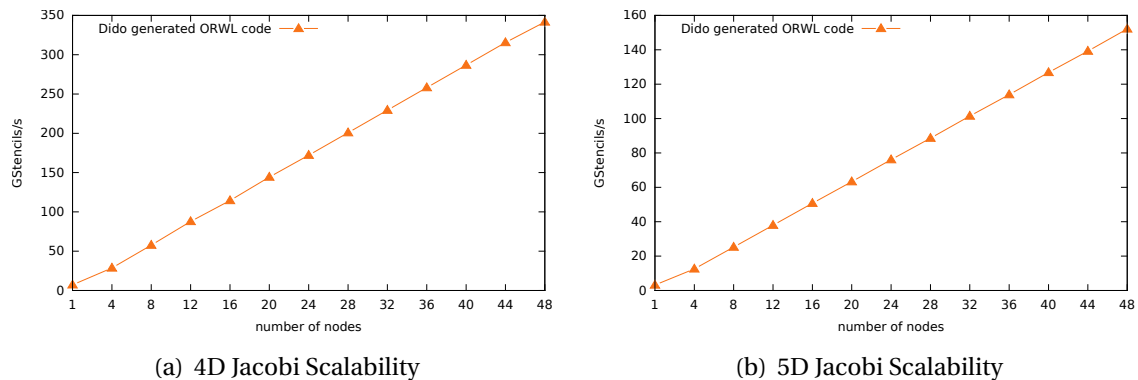 Dido generated ORWL code
350
300
250
200
150
100
50
0
GStencils/s
1 4 8 12 16 20 24 28 32 36 40 44 48
number of nodes
(a) 4D Jacobi Scalability
Dido generated ORWL code
160
140
120
100
80
60
40
20
0
GStencils/s
1 4 8 12 16 20 24 28 32 36 40 44 48
number of nodes
(b) 5D Jacobi Scalability